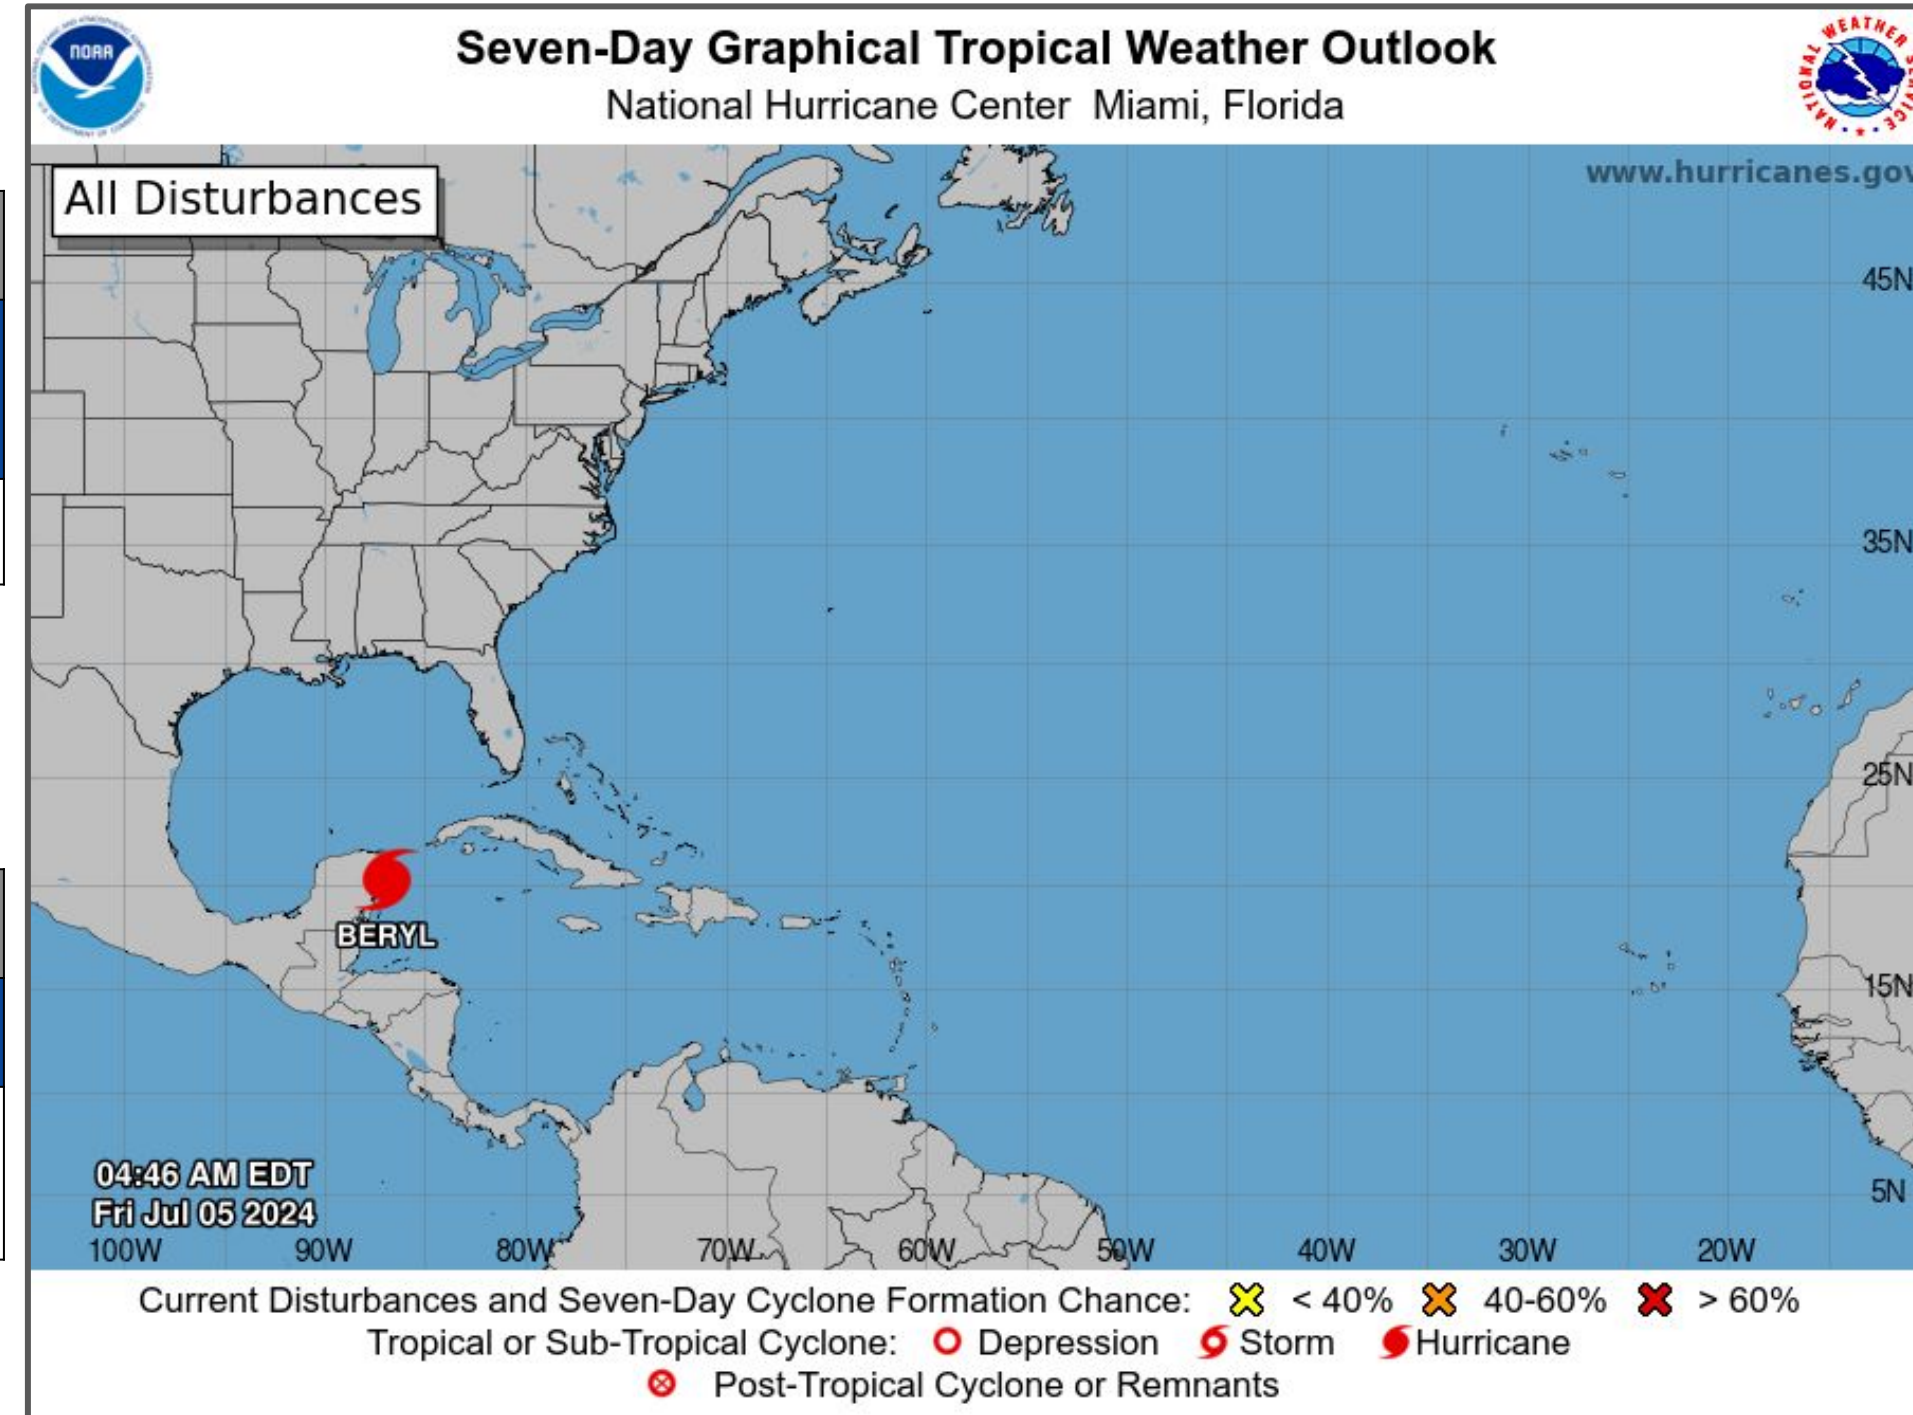 NOAA
Seven-Day Graphical Tropical Weather Outlook
National Hurricane Center Miami, Florida
All Disturbances
www.hurricanes.gov
45N
35N
25N
15N
5N
BERYL
04:46 AM EDT
Fri Jul 05 2024
100W 90W 80W 70W 60W 50W 40W 30W 20W
Current Disturbances and Seven-Day Cyclone Formation Chance: < 40% 40-60% > 60%
Tropical or Sub-Tropical Cyclone: Depression Storm Hurricane
Post-Tropical Cyclone or Remnants